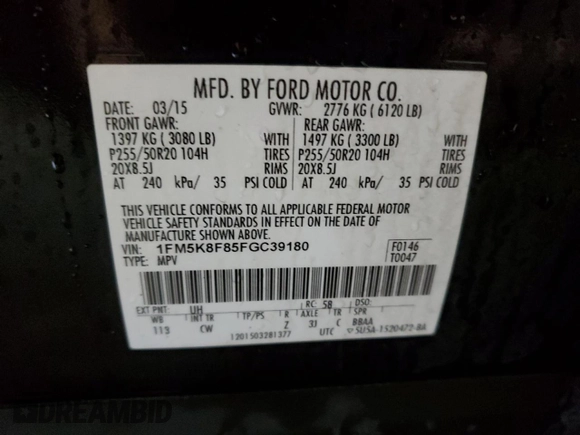 MFD. BY FORD MOTOR CO.
DATE: 03/15 GVWR: 2776 KG ( 6120 LB)
FRONT GAWR: REAR GAWR:
1397 KG ( 3080 LB) WITH 1497 KG ( 3300 LB) WITH
P255/50R20 104H TIRES P255/50R20 104H TIRES
20X8.5J RIMS 20X8.5J RIMS
AT 240 kPa/ 35 PSI COLD AT 240 kPa/ 35 PSI COLD
THIS VEHICLE CONFORMS TO ALL APPLICABLE FEDERAL MOTOR
VEHICLE SAFETY STANDARDS IN EFFECT ON THE DATE OF
MANUFACTURE SHOWN ABOVE.
VIN: 1FM5K8F85FGC39180 F0146
TYPE: MPV T0047
EXT PNT: UH RC: 58 DSO:
WB INT TR TP/PS R AXLE TR SPR
113 CW Z 3J C BBAA
1201503281377 UTC 5U5A-1520472-BA
DREAMBID